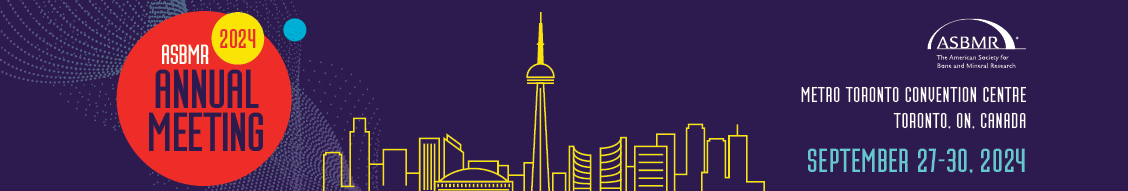 2024
ASBMR
ANNUAL
MEETING
ASBMR
The American Society for
Bone and Mineral Research
METRO TORONTO CONVENTION CENTRE
TORONTO, ON, CANADA
SEPTEMBER 27-30, 2024